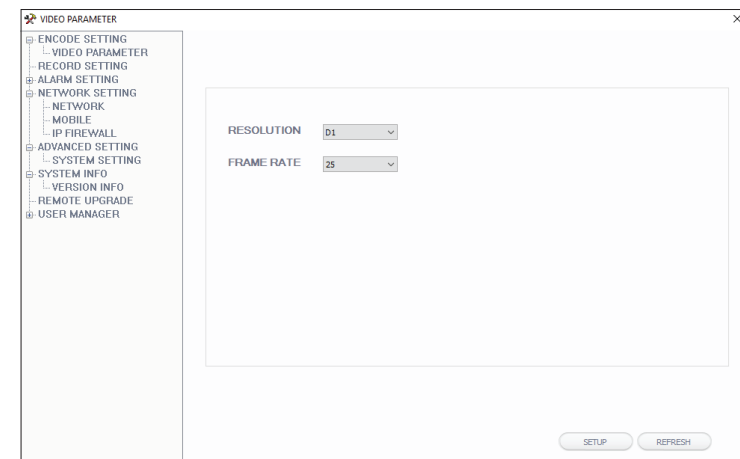 VIDEO PARAMETER
ENCODE SETTING
VIDEO PARAMETER
RECORD SETTING
ALARM SETTING
NETWORK SETTING
NETWORK
MOBILE
IP FIREWALL
ADVANCED SETTING
SYSTEM SETTING
SYSTEM INFO
VERSION INFO
REMOTE UPGRADE
USER MANAGER
RESOLUTION D1
FRAME RATE 25
SETUP REFRESH